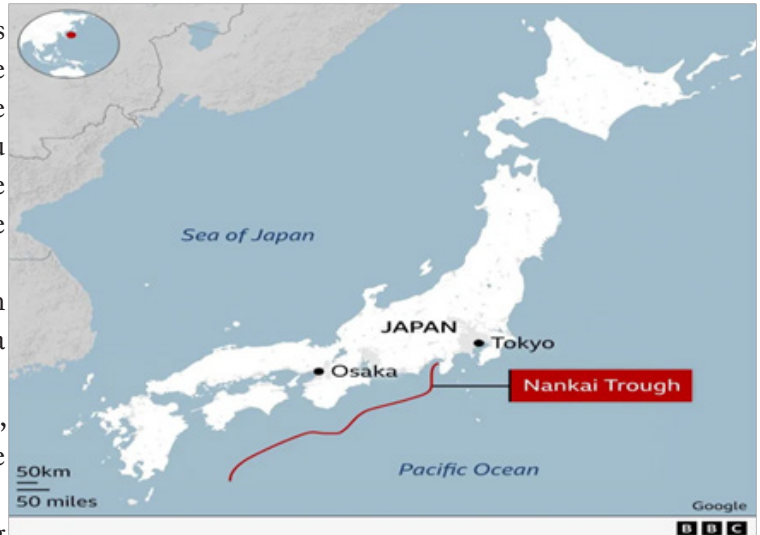 s
e
e
u
e
e
Sea of Japan
n
a
JAPAN
Tokyo
Osaka
Nankai Trough
,
e
50km
50 miles
Pacific Ocean
Google
BBC
r